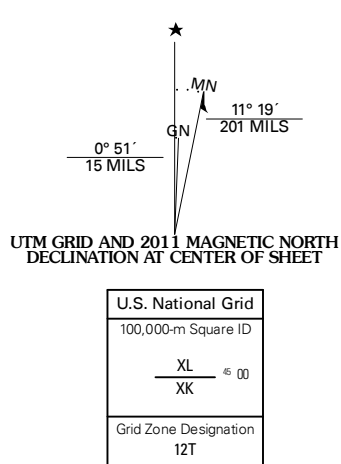 ★
MN
11° 19´
201 MILS
GN
0° 51´
15 MILS
UTM GRID AND 2011 MAGNETIC NORTH
DECLINATION AT CENTER OF SHEET
U.S. National Grid
100,000-m Square ID
XL
45 00
XK
Grid Zone Designation
12T